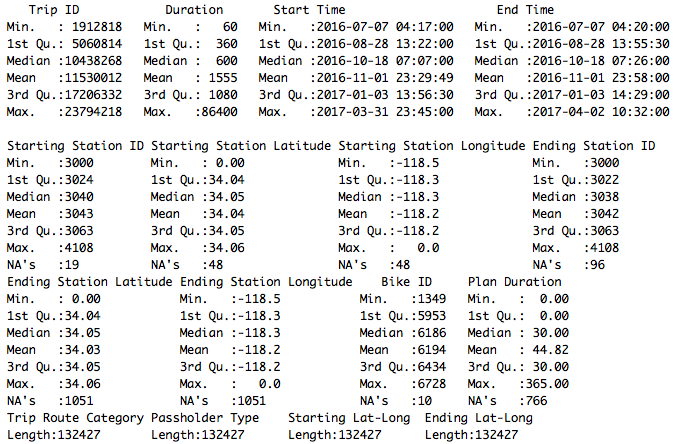 Trip ID            Duration       Start Time                     End Time
Min.   : 1912818   Min.   :   60   Min.   :2016-07-07 04:17:00   Min.   :2016-07-07 04:20:00
1st Qu.: 5060814   1st Qu.:  360   1st Qu.:2016-08-28 13:22:00   1st Qu.:2016-08-28 13:55:30
Median :10438268   Median :  600   Median :2016-10-18 07:07:00   Median :2016-10-18 07:26:00
Mean   :11530012   Mean   : 1555   Mean   :2016-11-01 23:29:49   Mean   :2016-11-01 23:58:00
3rd Qu.:17206332   3rd Qu.: 1080   3rd Qu.:2017-01-03 13:56:30   3rd Qu.:2017-01-03 14:29:00
Max.   :23794218   Max.   :86400   Max.   :2017-03-31 23:45:00   Max.   :2017-04-02 10:32:00
Starting Station ID Starting Station Latitude Starting Station Longitude Ending Station ID
Min.   :3000        Min.   : 0.00             Min.   :-118.5             Min.   :3000
1st Qu.:3024        1st Qu.:34.04             1st Qu.:-118.3             1st Qu.:3022
Median :3040        Median :34.05             Median :-118.3             Median :3038
Mean   :3043        Mean   :34.04             Mean   :-118.2             Mean   :3042
3rd Qu.:3063        3rd Qu.:34.05             3rd Qu.:-118.2             3rd Qu.:3063
Max.   :4108        Max.   :34.06             Max.   :   0.0             Max.   :4108
NA's   :19          NA's   :48                NA's   :48                 NA's   :96
Ending Station Latitude Ending Station Longitude    Bike ID     Plan Duration
Min.   : 0.00           Min.   :-118.5           Min.   :1349   Min.   :  0.00
1st Qu.:34.04           1st Qu.:-118.3           1st Qu.:5953   1st Qu.:  0.00
Median :34.05           Median :-118.3           Median :6186   Median : 30.00
Mean   :34.03           Mean   :-118.2           Mean   :6194   Mean   : 44.82
3rd Qu.:34.05           3rd Qu.:-118.2           3rd Qu.:6434   3rd Qu.: 30.00
Max.   :34.06           Max.   :   0.0           Max.   :6728   Max.   :365.00
NA's   :1051            NA's   :1051             NA's   :10     NA's   :766
Trip Route Category Passholder Type    Starting Lat-Long  Ending Lat-Long
Length:132427       Length:132427      Length:132427      Length:132427